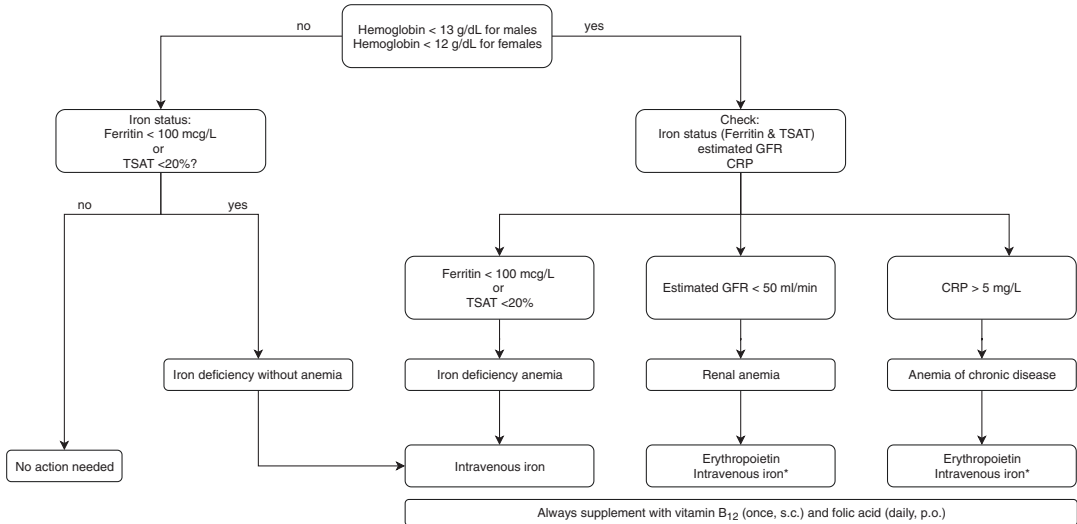 Hemoglobin < 13 g/dL for males
Hemoglobin < 12 g/dL for females
no
yes
Iron status:
Ferritin < 100 mcg/L
or
TSAT <20%?
Check:
Iron status (Ferritin & TSAT)
estimated GFR
CRP
no
yes
Ferritin < 100 mcg/L
or
TSAT <20%
Estimated GFR < 50 ml/min
CRP > 5 mg/L
Iron deficiency without anemia
Iron deficiency anemia
Renal anemia
Anemia of chronic disease
No action needed
Intravenous iron
Erythropoietin
Intravenous iron*
Erythropoietin
Intravenous iron*
Always supplement with vitamin B12 (once, s.c.) and folic acid (daily, p.o.)